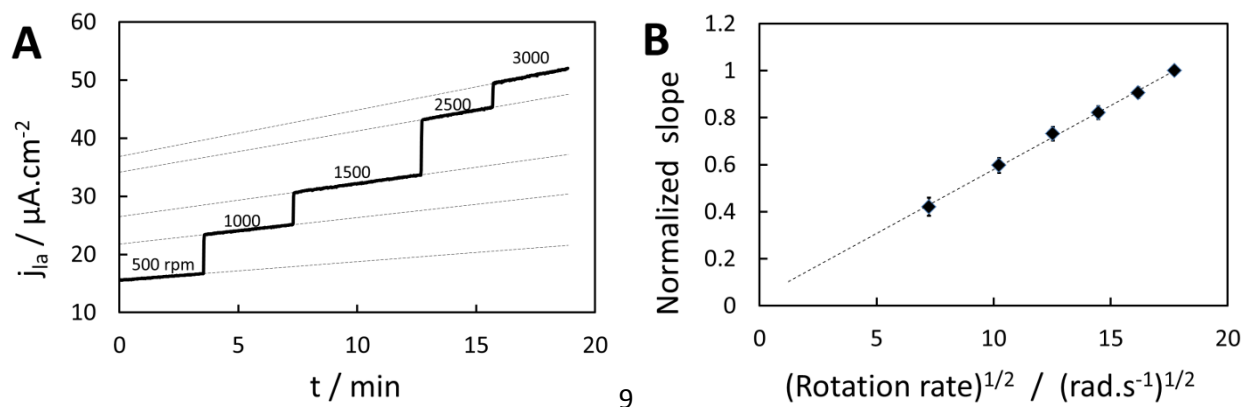 A
60
50
40
30
20
10
j_la / µA.cm⁻²
500 rpm
1000
1500
2500
3000
0 5 10 15 20
t / min
9
B
1.2
1
0.8
0.6
0.4
0.2
0
Normalized slope
0 5 10 15 20
(Rotation rate)^1/2 / (rad.s⁻¹)^1/2